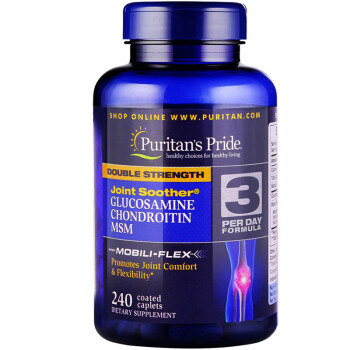 SHOP ONLINE WWW.PURITAN.COM
Puritan's Pride
healthy choices for healthy living
DOUBLE STRENGTH
Joint Soother®
GLUCOSAMINE
CHONDROITIN
MSM
3
PER DAY
FORMULA
MOBILI-FLEX
Promotes Joint Comfort
& Flexibility*
240 coated
caplets
DIETARY SUPPLEMENT